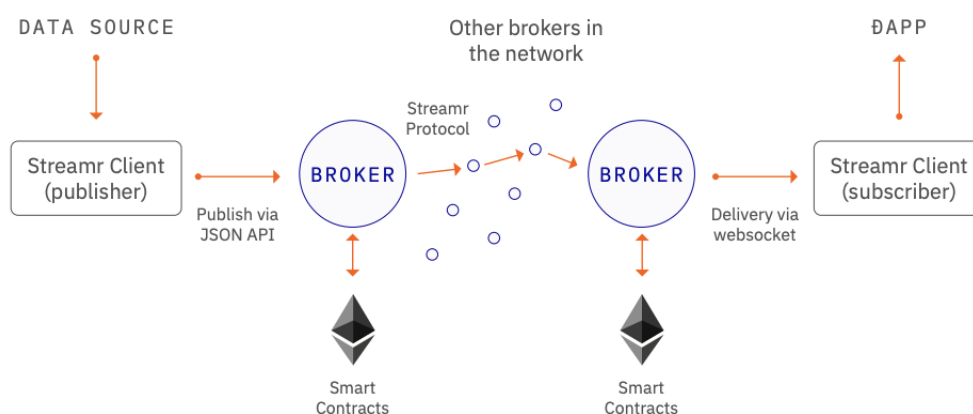 DATA SOURCE
Other brokers in
the network
ÐAPP
Streamr
Protocol
Streamr Client
(publisher)
BROKER
BROKER
Streamr Client
(subscriber)
Publish via
JSON API
Delivery via
websocket
Smart
Contracts
Smart
Contracts